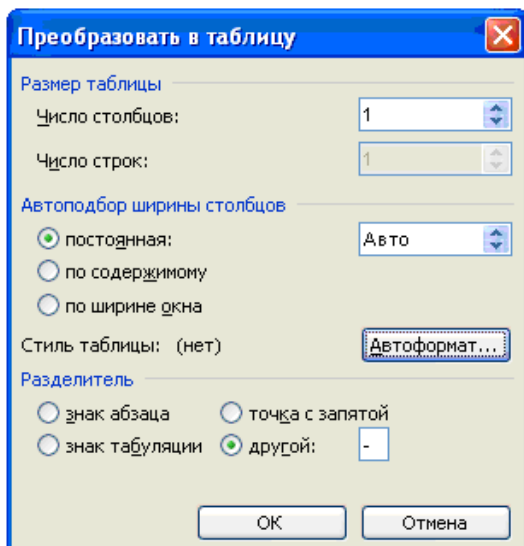 Преобразовать в таблицу
Размер таблицы
Число столбцов: 1
Число строк: 1
Автоподбор ширины столбцов
постоянная: Авто
по содержимому
по ширине окна
Стиль таблицы: (нет) Автоформат...
Разделитель
знак абзаца точка с запятой
знак табуляции другой: -
ОК Отмена